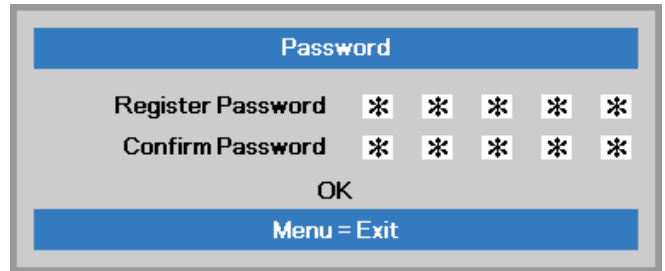 Password
Register Password * * * * *
Confirm Password * * * * *
OK
Menu = Exit